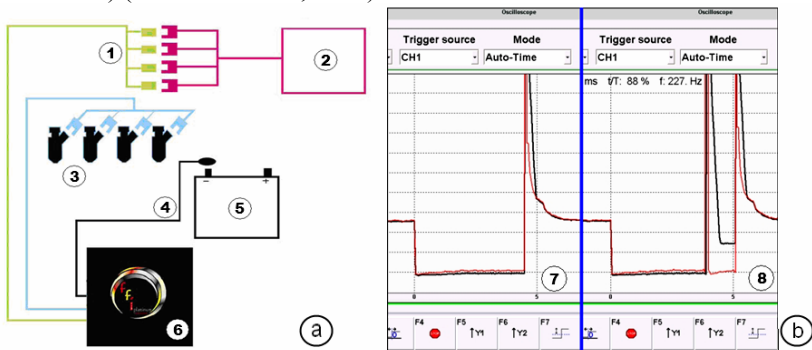 Oscilloscope
Oscilloscope
Trigger source
Mode
Trigger source
Mode
CH1
Auto-Time
CH1
Auto-Time
ms t/T: 88 % f: 227. Hz
1
2
3
4
5
- +
6
a
7
8
0
5
0
5
F4
F5
Y1
F6
Y2
F7
F4
F5
Y1
F6
Y2
F7
b